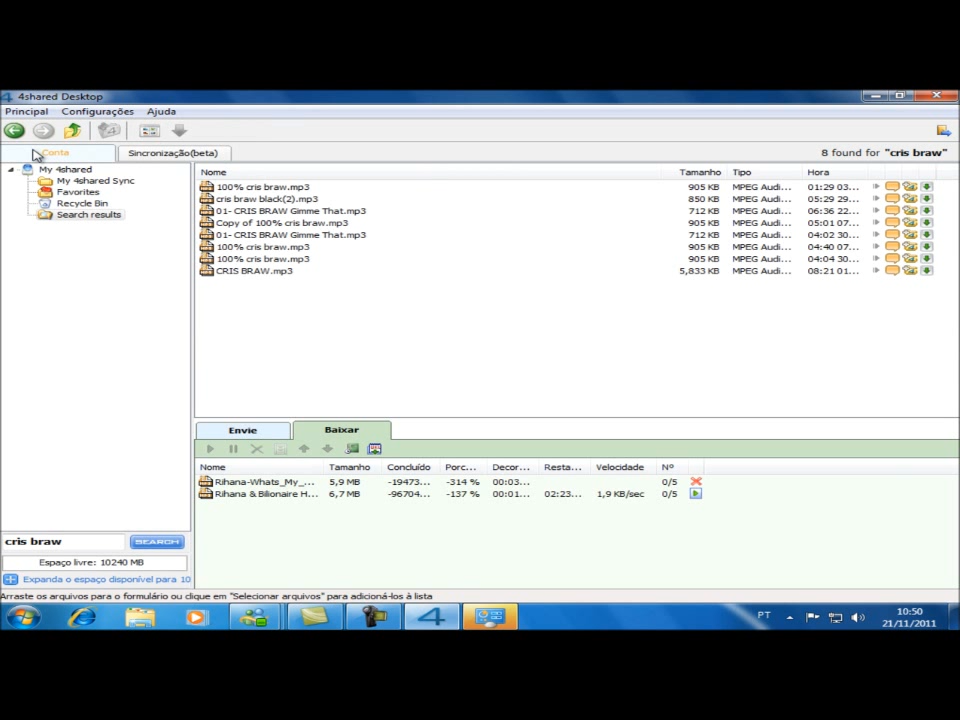 4shared Desktop
Principal Configurações Ajuda
Conta Sincronização(beta) 8 found for "cris braw"
My 4shared
My 4shared Sync
Favorites
Recycle Bin
Search results
Nome Tamanho Tipo Hora
100% cris braw.mp3 905 KB MPEG Audi... 01:29 03...
cris braw black(2).mp3 850 KB MPEG Audi... 05:29 29...
01- CRIS BRAW Gimme That.mp3 712 KB MPEG Audi... 06:36 22...
Copy of 100% cris braw.mp3 905 KB MPEG Audi... 05:01 07...
01- CRIS BRAW Gimme That.mp3 712 KB MPEG Audi... 04:02 30...
100% cris braw.mp3 905 KB MPEG Audi... 04:40 07...
100% cris braw.mp3 905 KB MPEG Audi... 04:04 30...
CRIS BRAW.mp3 5,833 KB MPEG Audi... 08:21 01...
Envie Baixar
Nome Tamanho Concluído Porc... Decor... Resta... Velocidade Nº
Rihana-Whats_My_... 5,9 MB -19473... -314 % 00:03... 0/5
Rihana & Bilionaire H... 6,7 MB -96704... -137 % 00:01... 02:23... 1,9 KB/sec 0/5
cris braw SEARCH
Espaço livre: 10240 MB
Expanda o espaço disponível para 10
Arraste os arquivos para o formulário ou clique em "Selecionar arquivos" para adicioná-los à lista
PT 10:50
21/11/2011